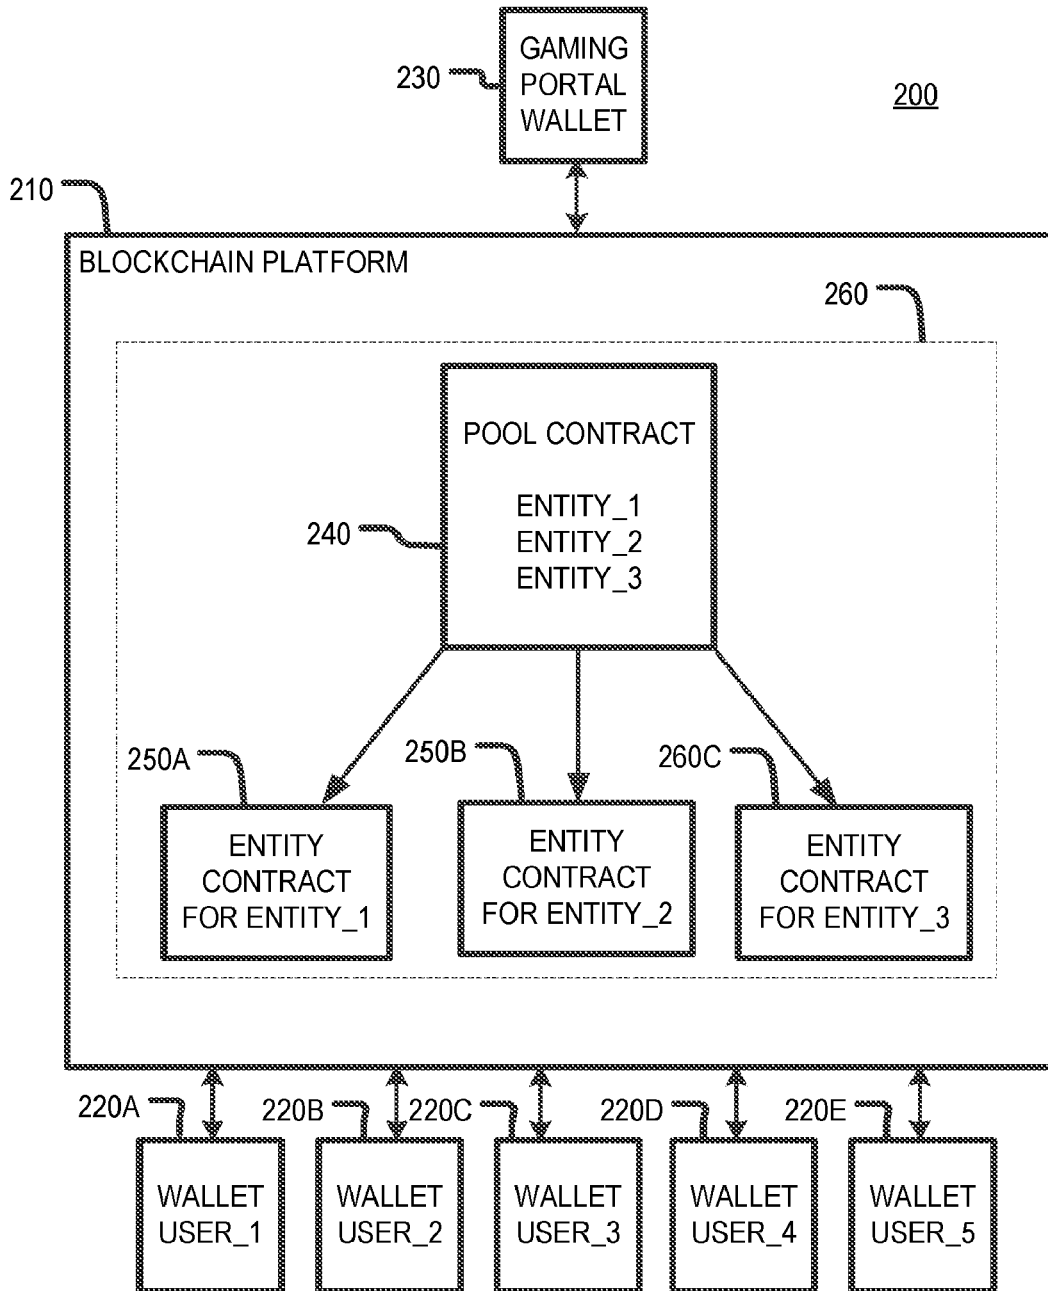 GAMING
PORTAL
WALLET
230
200
210
BLOCKCHAIN PLATFORM
260
POOL CONTRACT
ENTITY_1
ENTITY_2
ENTITY_3
240
250A
250B
260C
ENTITY
CONTRACT
FOR ENTITY_1
ENTITY
CONTRACT
FOR ENTITY_2
ENTITY
CONTRACT
FOR ENTITY_3
220A
220B
220C
220D
220E
WALLET
USER_1
WALLET
USER_2
WALLET
USER_3
WALLET
USER_4
WALLET
USER_5